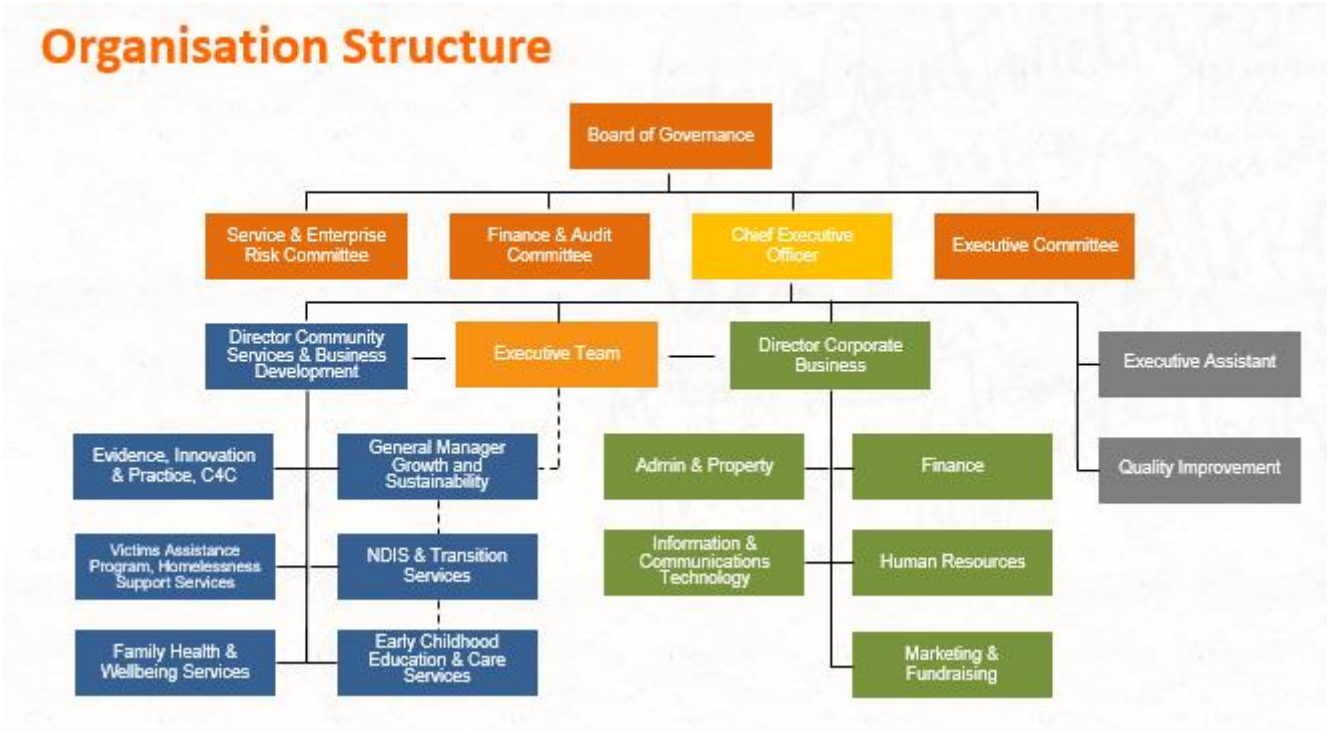 Organisation Structure
Board of Governance
Service & Enterprise
Risk Committee
Finance & Audit
Committee
Chief Executive
Officer
Executive Committee
Director Community
Services & Business
Development
Executive Team
Director Corporate
Business
Executive Assistant
Evidence, Innovation
& Practice, C4C
General Manager
Growth and
Sustainability
Admin & Property
Finance
Quality Improvement
Victims Assistance
Program, Homelessness
Support Services
NDIS & Transition
Services
Information &
Communications
Technology
Human Resources
Family Health &
Wellbeing Services
Early Childhood
Education & Care
Services
Marketing &
Fundraising